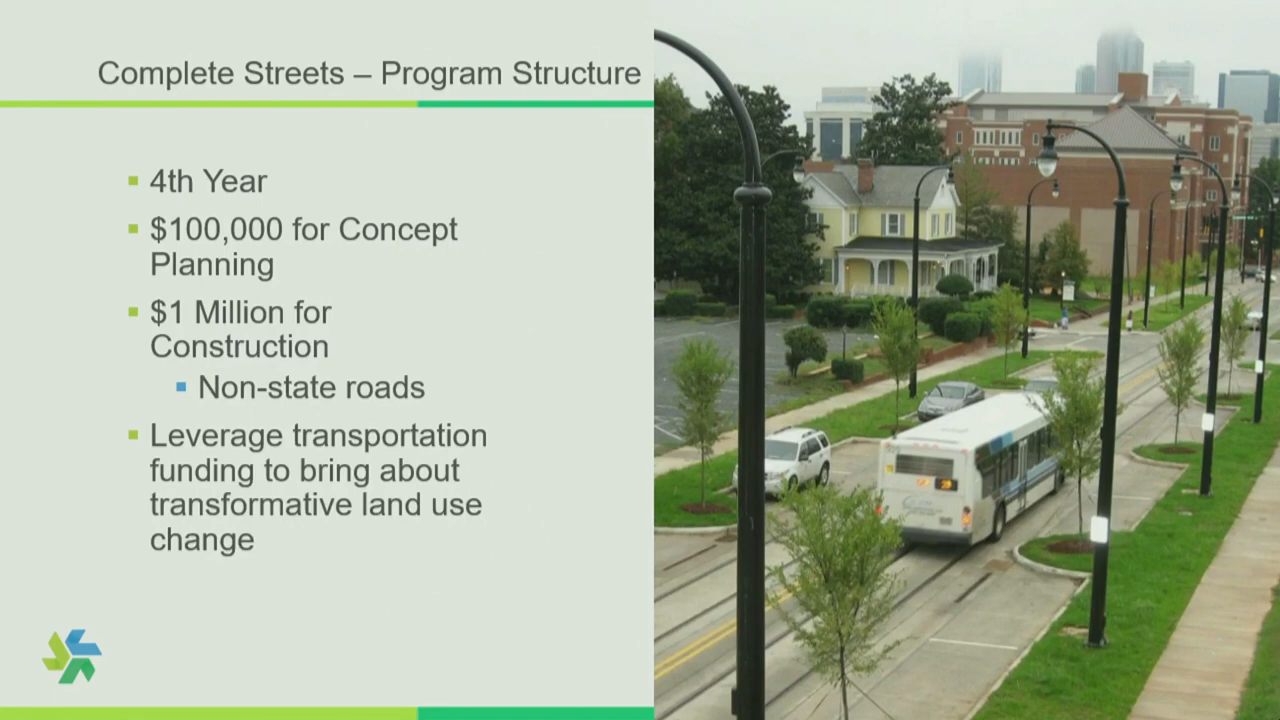 Complete Streets – Program Structure
4th Year
$100,000 for Concept
Planning
$1 Million for
Construction
Non-state roads
Leverage transportation
funding to bring about
transformative land use
change